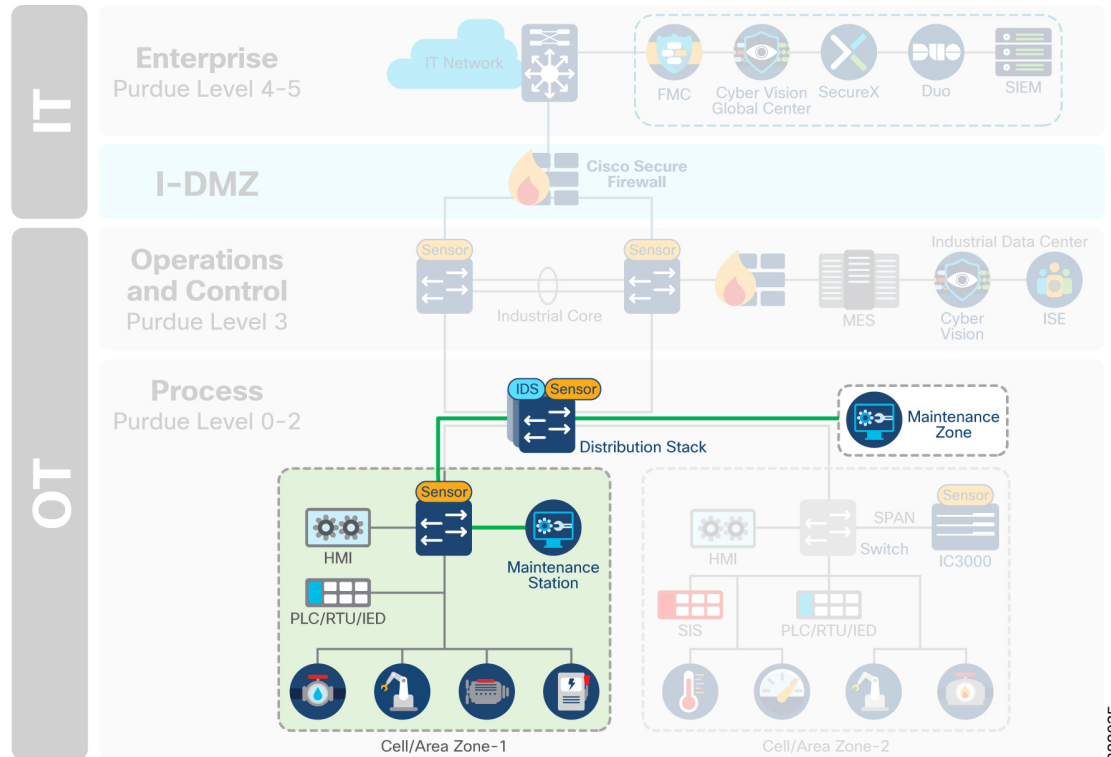 IT
Enterprise
Purdue Level 4-5
IT Network
FMC
Cyber Vision
Global Center
SecureX
DUO
Duo
SIEM
I-DMZ
Cisco Secure
Firewall
Operations
and Control
Purdue Level 3
Sensor
Sensor
Industrial Core
Industrial Data Center
MES
Cyber
Vision
ISE
OT
Process
Purdue Level 0-2
IDS
Sensor
Distribution Stack
Maintenance
Zone
Sensor
HMI
Maintenance
Station
PLC/RTU/IED
Cell/Area Zone-1
Sensor
SPAN
HMI
Switch
IC3000
SIS
PLC/RTU/IED
Cell/Area Zone-2